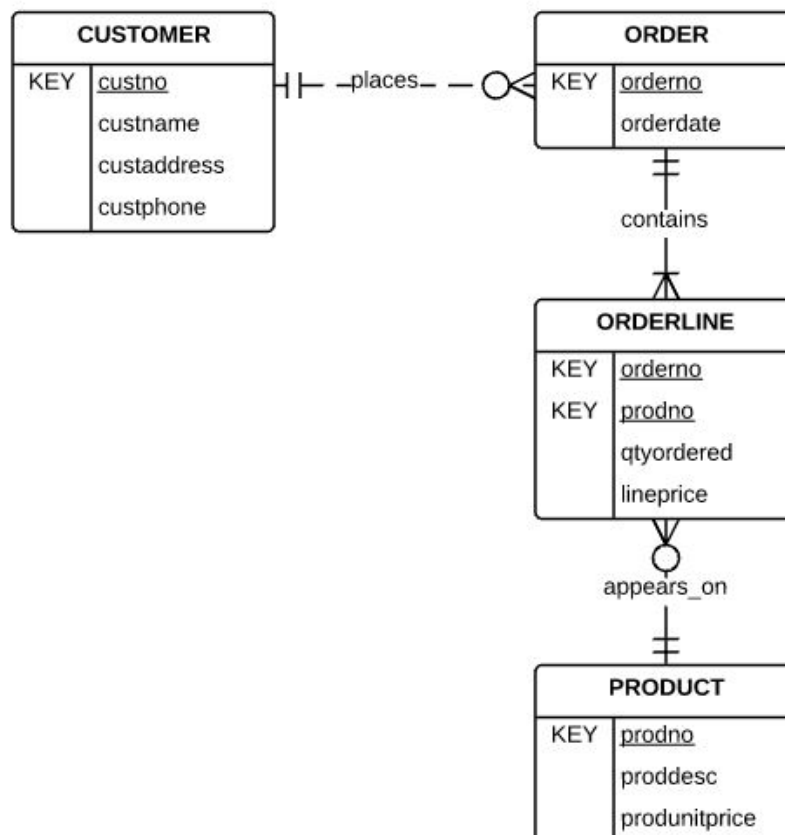 CUSTOMER
KEY custno
custname
custaddress
custphone
places
ORDER
KEY orderno
orderdate
contains
ORDERLINE
KEY orderno
KEY prodno
qtyordered
lineprice
appears_on
PRODUCT
KEY prodno
proddesc
produnitprice